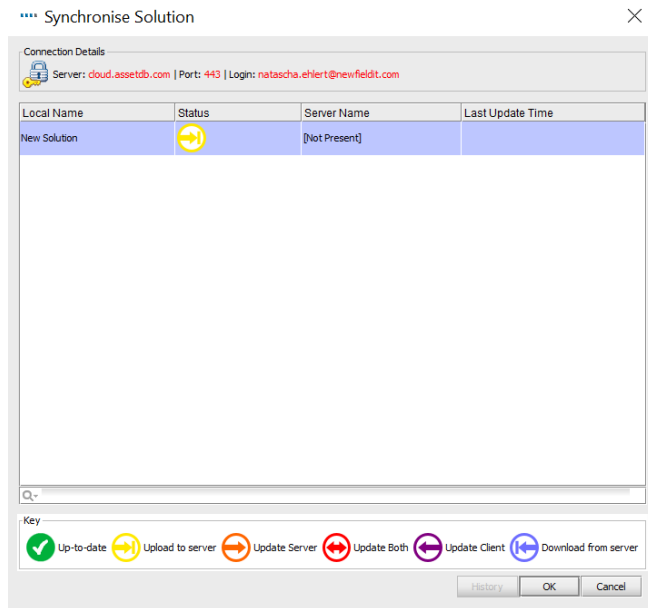 Synchronise Solution
Connection Details
Server: cloud.assetdb.com | Port: 443 | Login: natascha.ehlert@newfieldit.com
Local Name Status Server Name Last Update Time
New Solution [Not Present]
Key
Up-to-date Upload to server Update Server Update Both Update Client Download from server
History OK Cancel